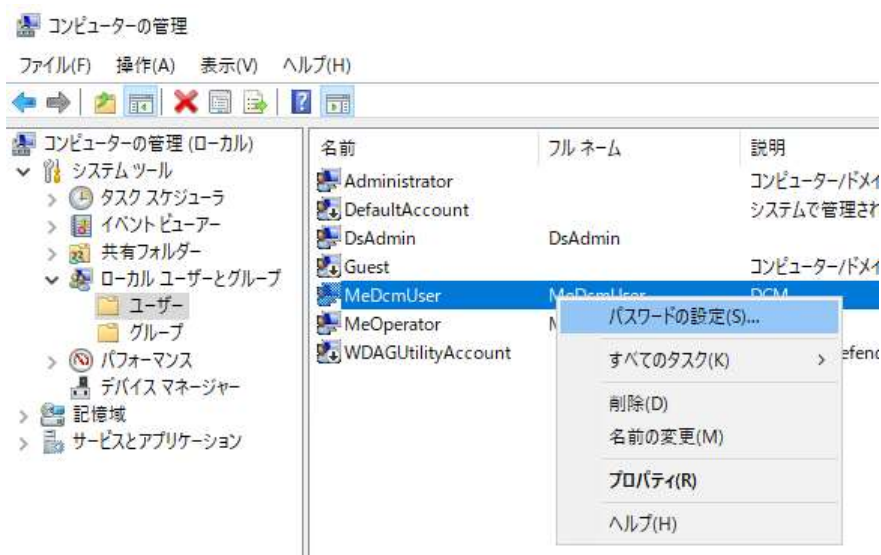 コンピューターの管理
ファイル(F) 操作(A) 表示(V) ヘルプ(H)
コンピューターの管理 (ローカル)
システム ツール
タスク スケジューラ
イベント ビューアー
共有フォルダー
ローカル ユーザーとグループ
ユーザー
グループ
パフォーマンス
デバイス マネージャー
記憶域
サービスとアプリケーション
名前 フル ネーム 説明
Administrator コンピューター/ドメイ
DefaultAccount システムで管理され
DsAdmin DsAdmin
Guest コンピューター/ドメイ
MeDcmUser MeDcmUser DCM
MeOperator
WDAGUtilityAccount efend
パスワードの設定(S)...
すべてのタスク(K)
削除(D)
名前の変更(M)
プロパティ(R)
ヘルプ(H)